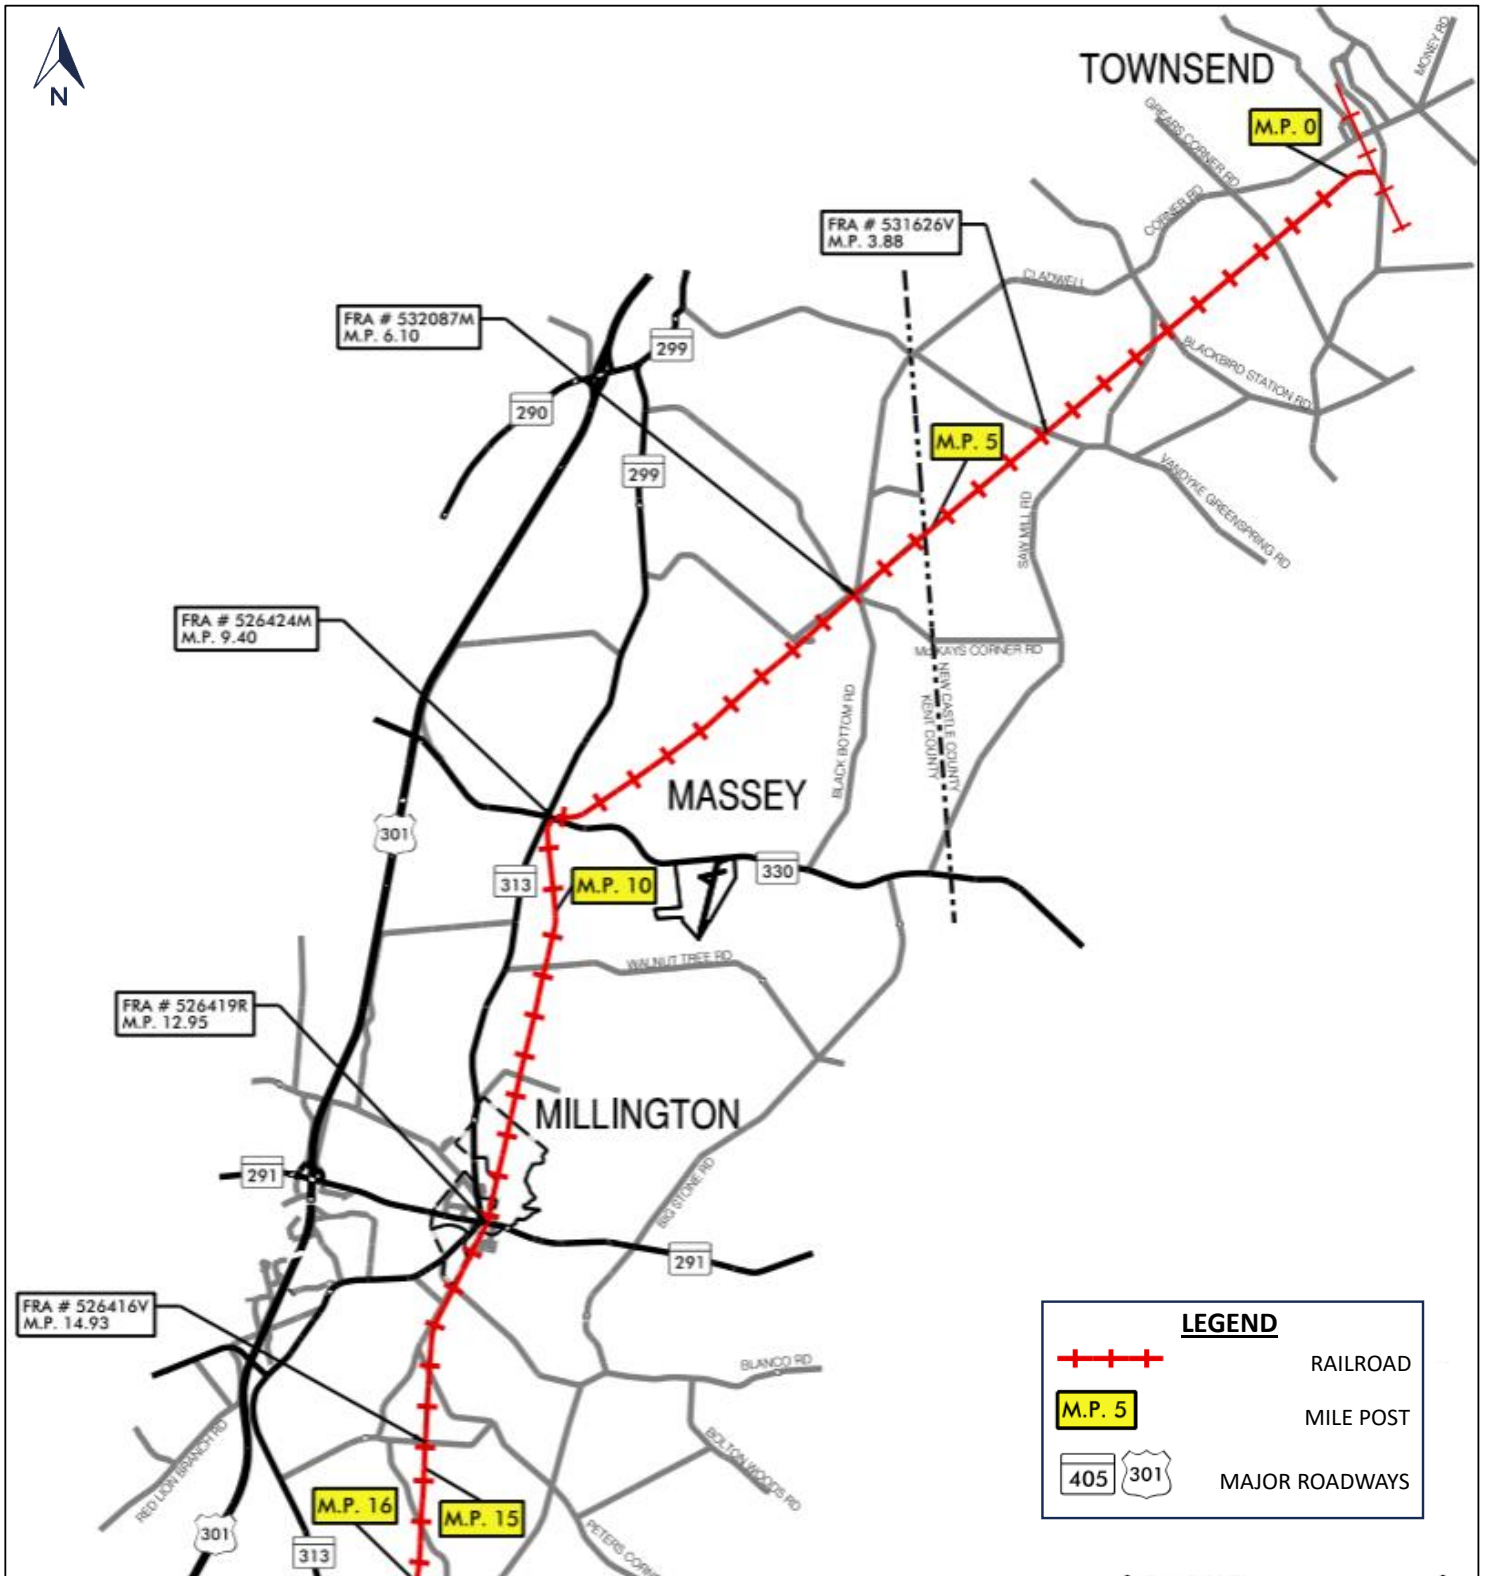 N
TOWNSEND
MONEY RD
M.P. 0
GREARS CORNER RD
CORNER RD
FRA # 531626V
M.P. 3.88
CLADWELL
FRA # 532087M
M.P. 6.10
299
BLACKBIRD STATION RD
290
M.P. 5
299
VANDYKE GREENSPRING RD
SAW MILL RD
FRA # 526424M
M.P. 9.40
McKAYS CORNER RD
NEW CASTLE COUNTY
KENT COUNTY
BLACK BOTTOM RD
MASSEY
301
330
313
M.P. 10
WALNUT TREE RD
FRA # 526419R
M.P. 12.95
MILLINGTON
291
BIG STONE RD
291
FRA # 526416V
M.P. 14.93
BLANCO RD
RED LION BRANCH RD
BOLTON WOODS RD
M.P. 16
M.P. 15
PETERS CORN
301
313
LEGEND
RAILROAD
M.P. 5
MILE POST
405
301
MAJOR ROADWAYS